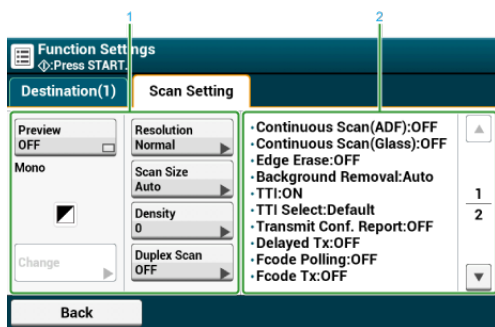 1
2
Function Settings
:Press START.
Destination(1)
Scan Setting
Preview
OFF
Mono
Change
Resolution
Normal
Scan Size
Auto
Density
0
Duplex Scan
OFF
·Continuous Scan(ADF):OFF
·Continuous Scan(Glass):OFF
·Edge Erase:OFF
·Background Removal:Auto
·TTI:ON
·TTI Select:Default
·Transmit Conf. Report:OFF
·Delayed Tx:OFF
·Fcode Polling:OFF
·Fcode Tx:OFF
1
2
Back